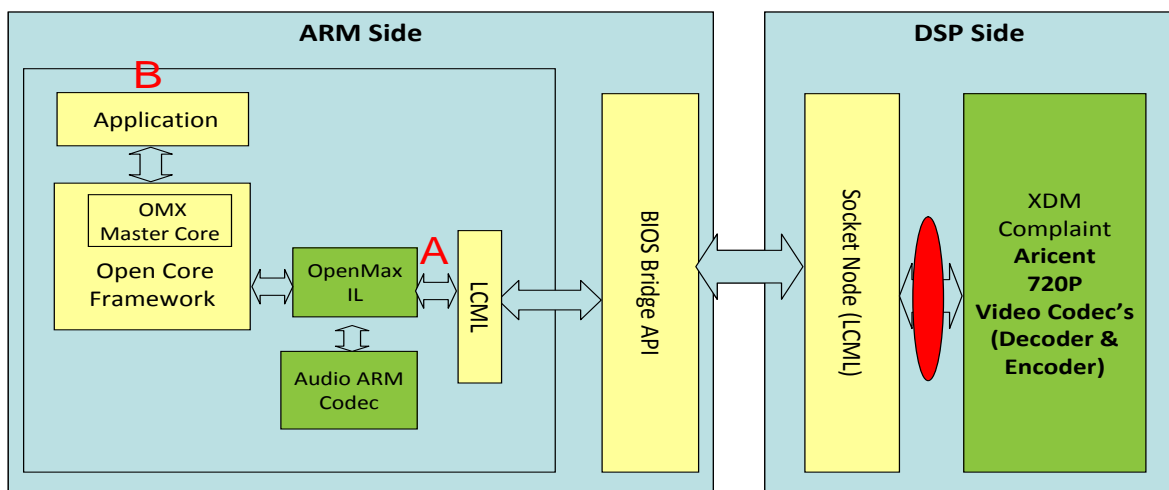 ARM Side
DSP Side
B
Application
OMX
Master Core
Open Core
Framework
OpenMax
IL
A
LCML
Audio ARM
Codec
BIOS Bridge API
Socket Node (LCML)
XDM
Complaint
Aricent
720P
Video Codec's
(Decoder &
Encoder)